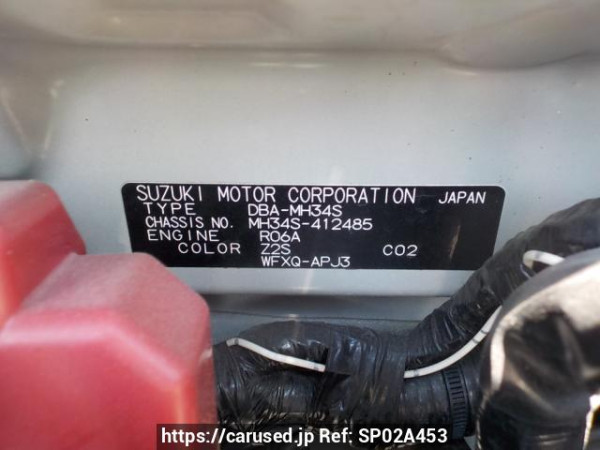 SUZUKI MOTOR CORPORATION JAPAN
TYPE DBA-MH34S
CHASSIS NO. MH34S-412485
ENGINE R06A
COLOR Z2S C02
WFXQ-APJ3
https://carused.jp Ref: SP02A453